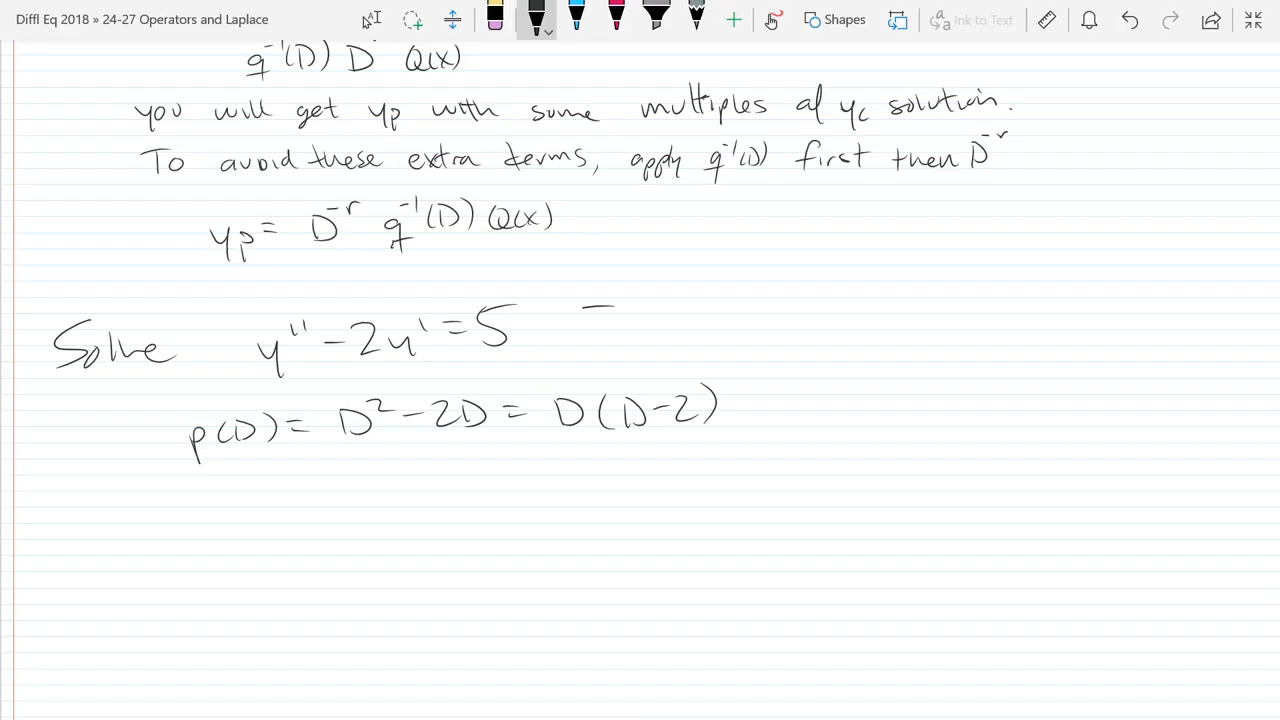 Diffl Eq 2018 » 24-27 Operators and Laplace
Shapes
Ink to Text
q⁻¹(D) D Q(x)
you will get yp with some multiples of yc solution.
To avoid these extra terms, apply q⁻¹(D) first then D⁻ʳ
yp = D⁻ʳ q⁻¹(D) Q(x)
Solve y'' - 2y' = 5 –
p(D) = D² - 2D = D(D-2)